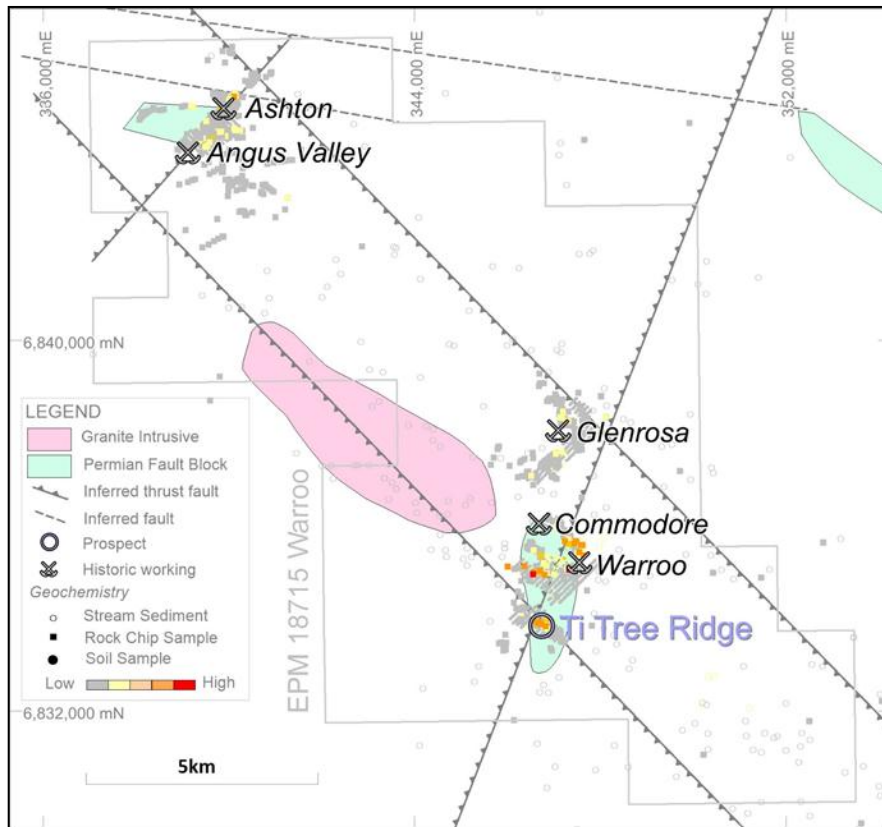 336,000 mE
344,000 mE
352,000 mE
Ashton
Angus Valley
6,840,000 mN
LEGEND
Granite Intrusive
Permian Fault Block
Inferred thrust fault
Inferred fault
Prospect
Historic working
Geochemistry
Stream Sediment
Rock Chip Sample
Soil Sample
Low High
EPM 18715 Warroo
Glenrosa
Commodore
Warroo
Ti Tree Ridge
6,832,000 mN
5km